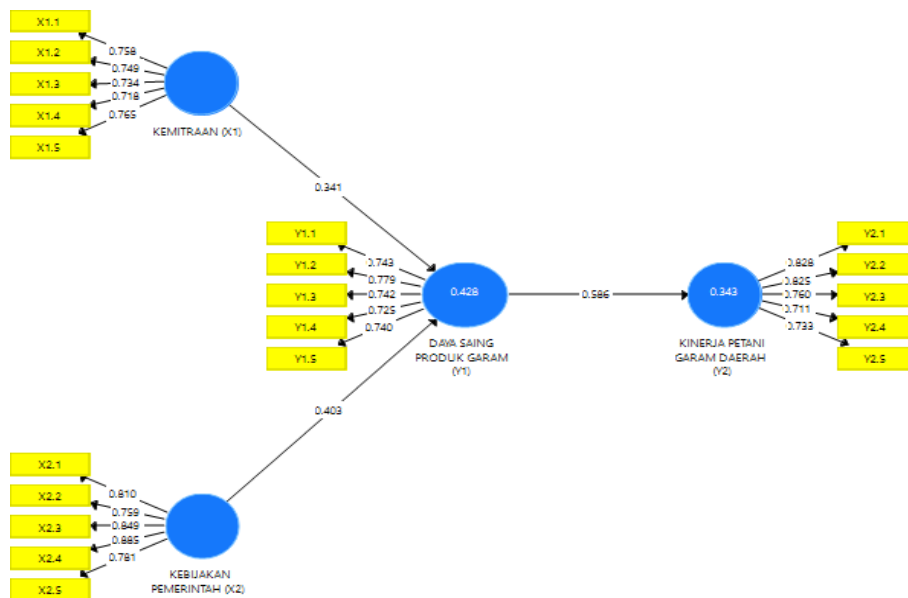 X1.1
X1.2
X1.3
X1.4
X1.5
0.758
0.749
0.734
0.718
0.765
KEMITRAAN (X1)
0.341
Y1.1
Y1.2
Y1.3
Y1.4
Y1.5
0.743
0.779
0.742
0.725
0.740
0.428
DAYA SAING
PRODUK GARAM
(Y1)
0.586
0.343
KINERJA PETANI
GARAM DAERAH
(Y2)
0.828
0.825
0.760
0.711
0.733
Y2.1
Y2.2
Y2.3
Y2.4
Y2.5
0.403
X2.1
X2.2
X2.3
X2.4
X2.5
0.810
0.759
0.849
0.885
0.781
KEBIJAKAN
PEMERINTAH (X2)